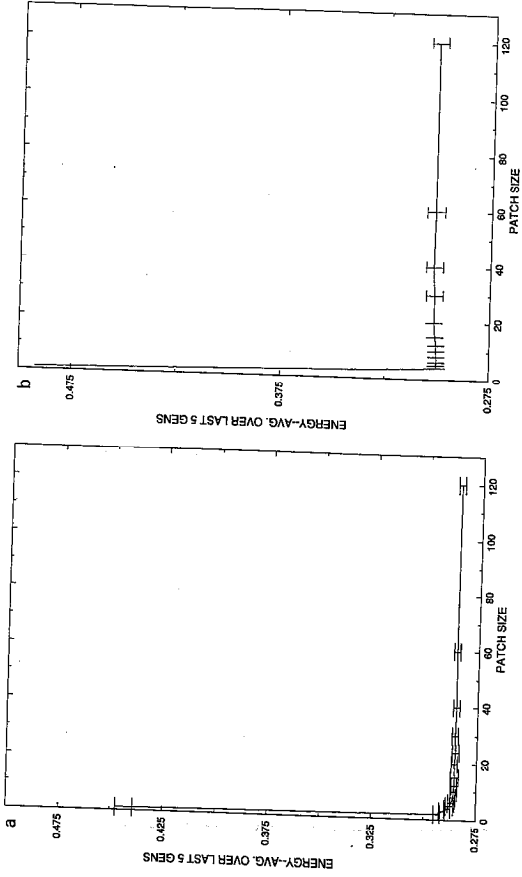 a
0.475
0.425
0.375
0.325
0.275
ENERGY--AVG. OVER LAST 5 GENS
0 20 40 60 80 100 120
PATCH SIZE
b
0.475
0.375
0.275
ENERGY--AVG. OVER LAST 5 GENS
0 20 40 60 80 100 120
PATCH SIZE